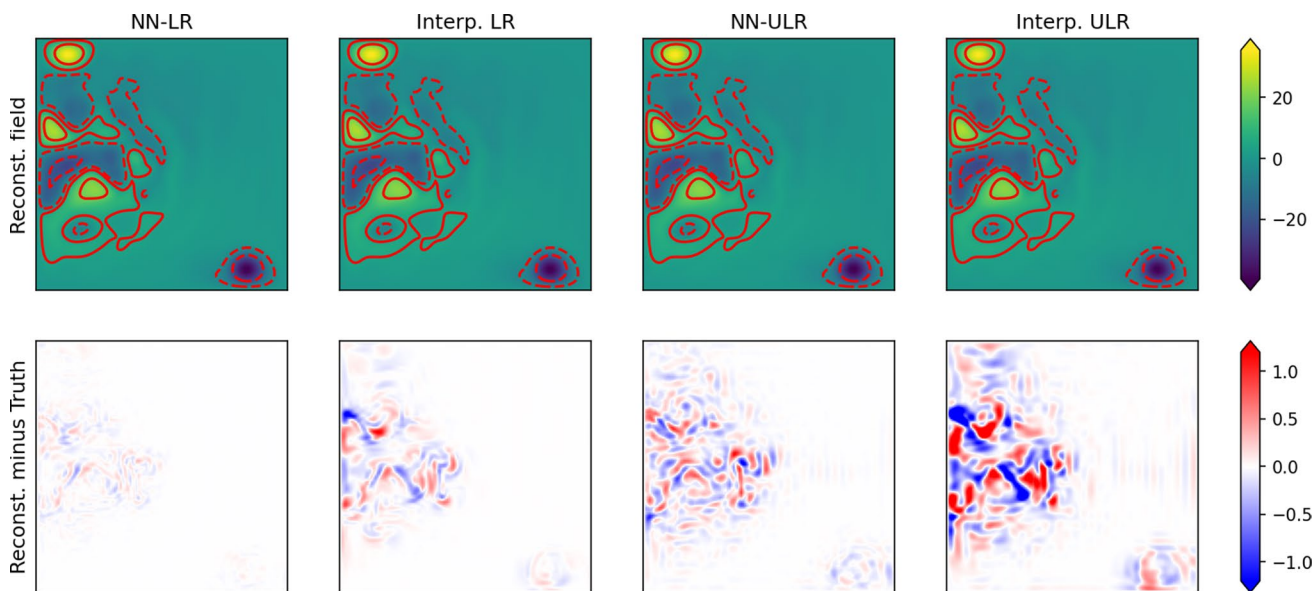 NN-LR
Interp. LR
NN-ULR
Interp. ULR
Reconst. field
20
0
−20
Reconst. minus Truth
1.0
0.5
0.0
−0.5
−1.0